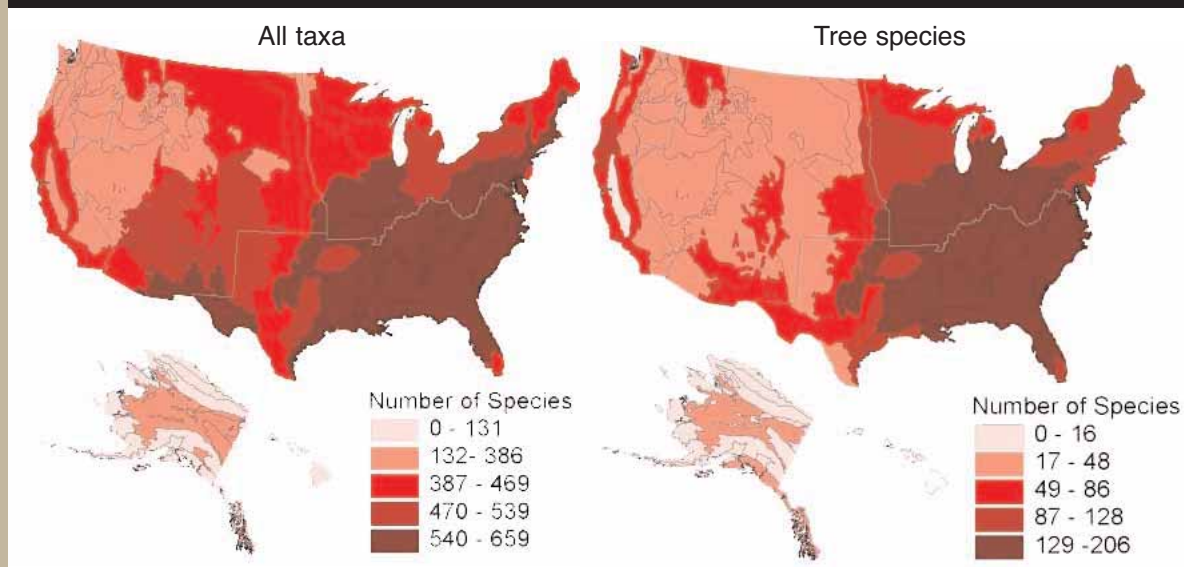 All taxa
Tree species
Number of Species
0 - 131
132- 386
387 - 469
470 - 539
540 - 659
Number of Species
0 - 16
17 - 48
49 - 86
87 - 128
129 -206